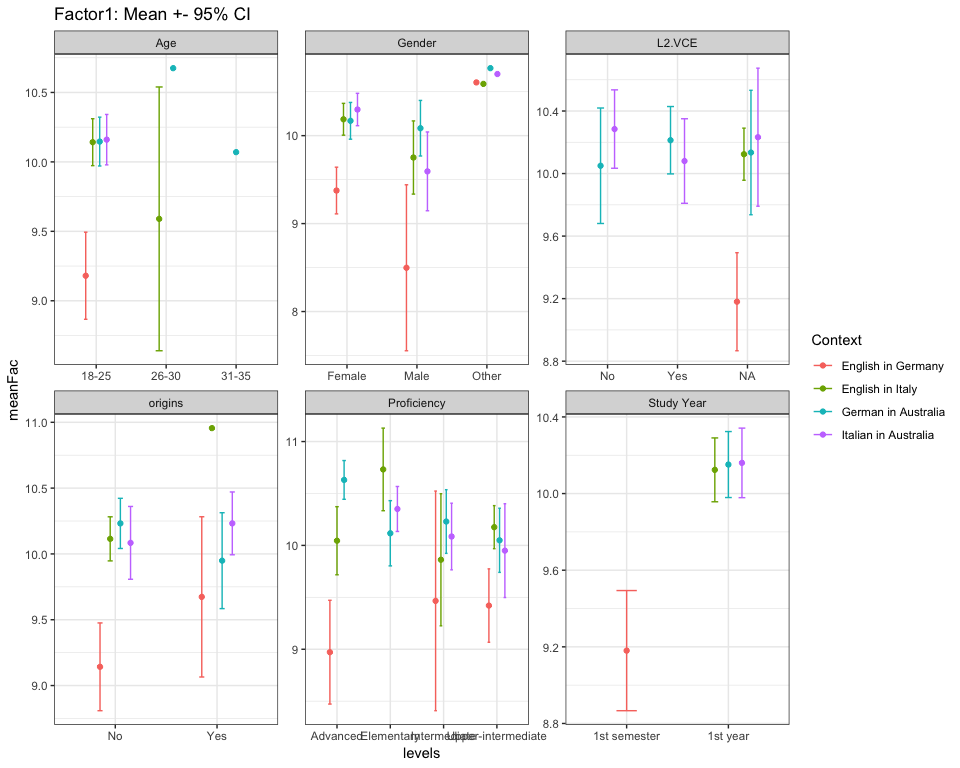 Factor1: Mean +- 95% CI
Age
Gender
L2.VCE
10.5
10.0
9.5
9.0
18-25
26-30
31-35
10
9
8
Female
Male
Other
10.4
10.0
9.6
9.2
8.8
No
Yes
NA
meanFac
origins
Proficiency
Study Year
11.0
10.5
10.0
9.5
9.0
No
Yes
11
10
9
Advanced
Elementary
Intermediate
Upper-intermediate
10.4
10.0
9.6
9.2
8.8
1st semester
1st year
levels
Context
English in Germany
English in Italy
German in Australia
Italian in Australia